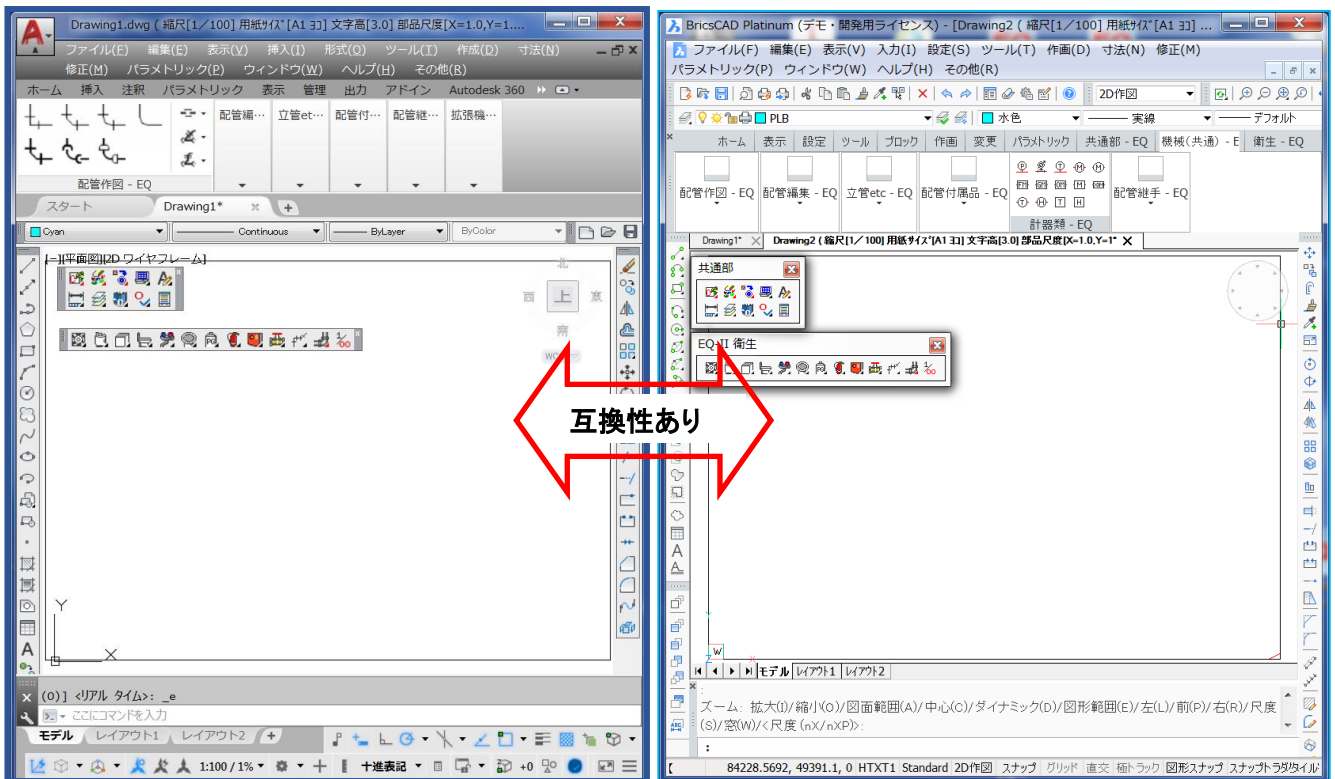 Drawing1.dwg ( 縮尺[1／100] 用紙ｻｲｽﾞ[A1 ﾖｺ] 文字高[3.0] 部品尺度[X=1.0,Y=1....
ファイル(F) 編集(E) 表示(V) 挿入(I) 形式(O) ツール(T) 作成(D) 寸法(N)
修正(M) パラメトリック(P) ウィンドウ(W) ヘルプ(H) その他(R)
ホーム 挿入 注釈 パラメトリック 表示 管理 出力 アドイン Autodesk 360
配管編… 立管et… 配管付… 配管継… 拡張機…
配管作図 - EQ
スタート Drawing1*
Cyan Continuous ByLayer ByColor
[-][平面図][2D ワイヤフレーム]
北
西 上 東
南
Y
X
(O)] <リアル タイム>: _e
ここにコマンドを入力
モデル レイアウト1 レイアウト2 +
1:100 / 1% 十進表記 +0
互換性あり
BricsCAD Platinum (デモ・開発用ライセンス) - [Drawing2 ( 縮尺[1／100] 用紙ｻｲｽﾞ[A1 ﾖｺ] ...
ファイル(F) 編集(E) 表示(V) 入力(I) 設定(S) ツール(T) 作画(D) 寸法(N) 修正(M)
パラメトリック(P) ウィンドウ(W) ヘルプ(H) その他(R)
2D作図
PLB 水色 実線 デフォルト
ホーム 表示 設定 ツール ブロック 作画 変更 パラメトリック 共通部 - EQ 機械(共通) - E 衛生 - EQ
配管作図 - EQ 配管編集 - EQ 立管etc - EQ 配管付属品 - EQ 配管継手 - EQ
計器類 - EQ
Drawing1* Drawing2 ( 縮尺[1／100] 用紙ｻｲｽﾞ[A1 ﾖｺ] 文字高[3.0] 部品尺度[X=1.0,Y=1*
共通部
EQ-II 衛生
W
モデル レイアウト1 レイアウト2
:
ズーム: 拡大(I)/縮小(O)/図面範囲(A)/中心(C)/ダイナミック(D)/図形範囲(E)/左(L)/前(P)/右(R)/尺度
(S)/窓(W)/<尺度 (nX/nXP)>:
:
84228.5692, 49391.1, 0 HTXT1 Standard 2D作図 スナップ グリッド 直交 極トラック 図形スナップ スナップトラック タイル